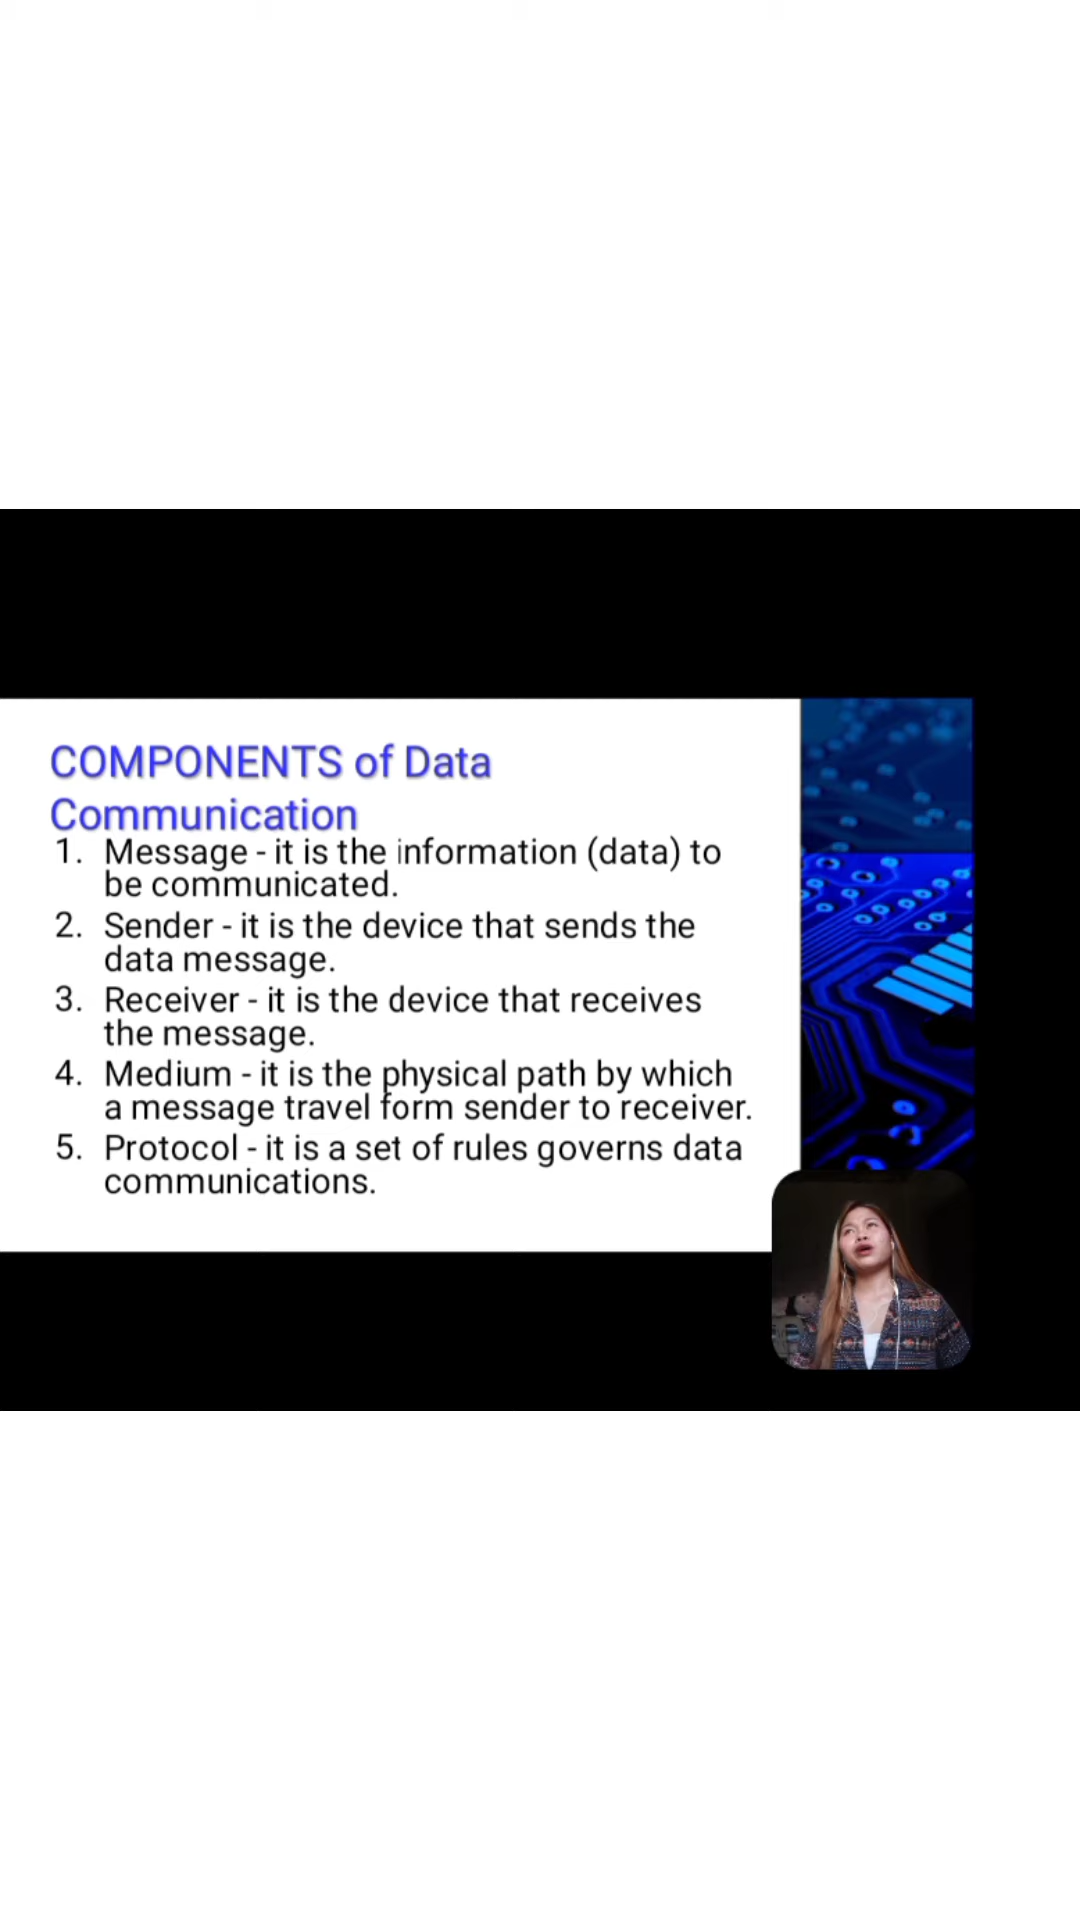 COMPONENTS of Data
Communication
1. Message - it is the information (data) to
be communicated.
2. Sender - it is the device that sends the
data message.
3. Receiver - it is the device that receives
the message.
4. Medium - it is the physical path by which
a message travel form sender to receiver.
5. Protocol - it is a set of rules governs data
communications.